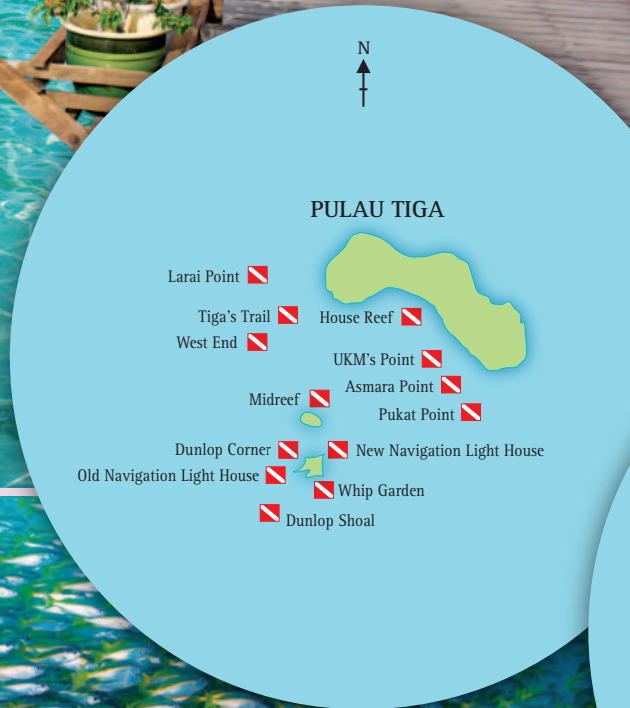 N
PULAU TIGA
Larai Point
Tiga's Trail
House Reef
West End
UKM's Point
Asmara Point
Midreef
Pukat Point
Dunlop Corner
New Navigation Light House
Old Navigation Light House
Whip Garden
Dunlop Shoal